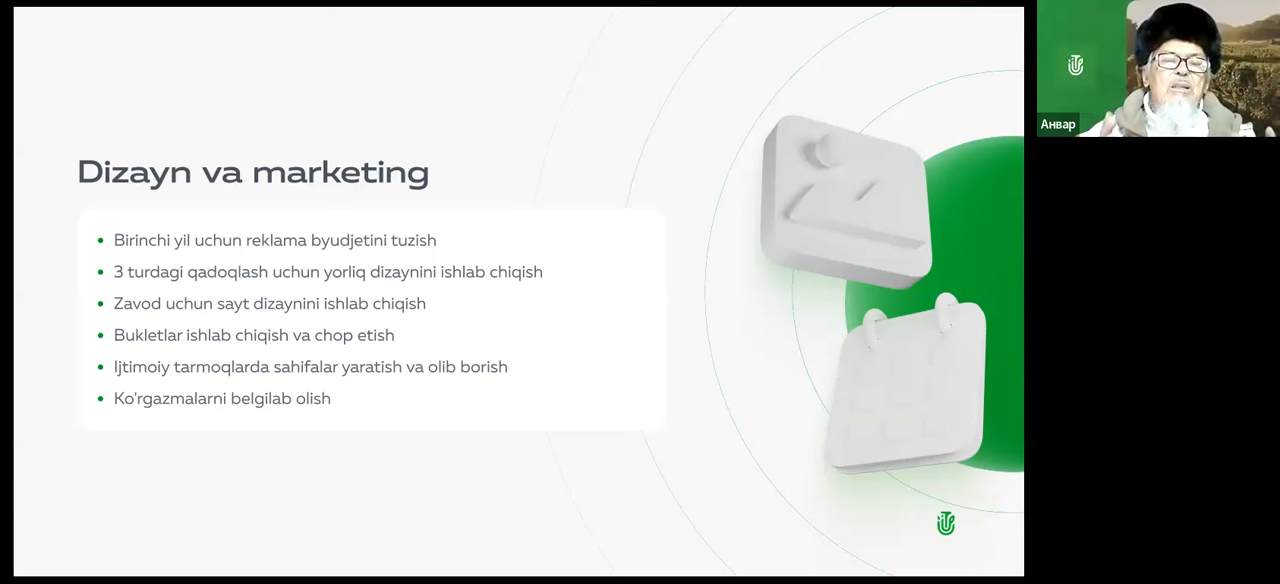 Dizayn va marketing
Birinchi yil uchun reklama byudjetini tuzish
3 turdagi qadoqlash uchun yorliq dizaynini ishlab chiqish
Zavod uchun sayt dizaynini ishlab chiqish
Bukletlar ishlab chiqish va chop etish
Ijtimoiy tarmoqlarda sahifalar yaratish va olib borish
Ko'rgazmalarni belgilab olish
Анвар